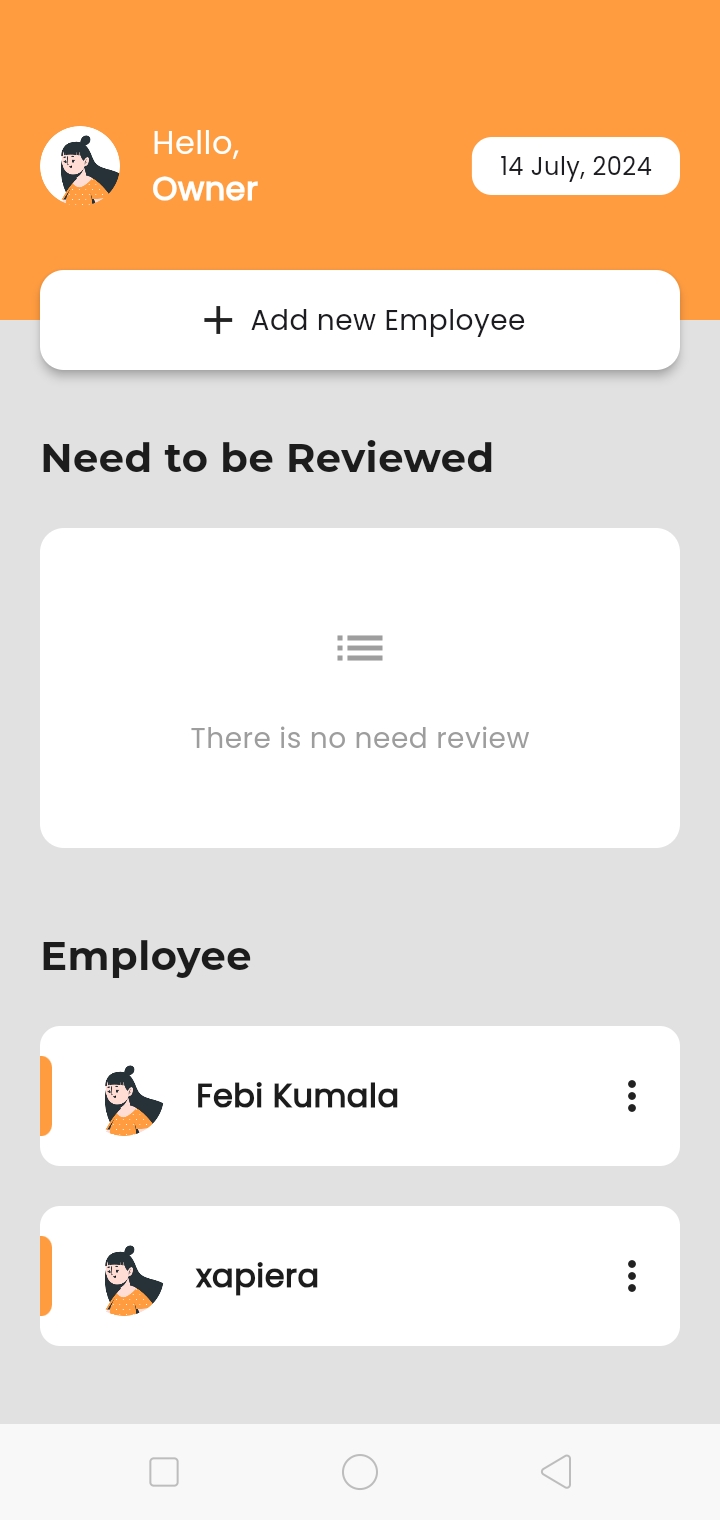 Hello,
Owner
14 July, 2024
Add new Employee
Need to be Reviewed
There is no need review
Employee
Febi Kumala
xapiera